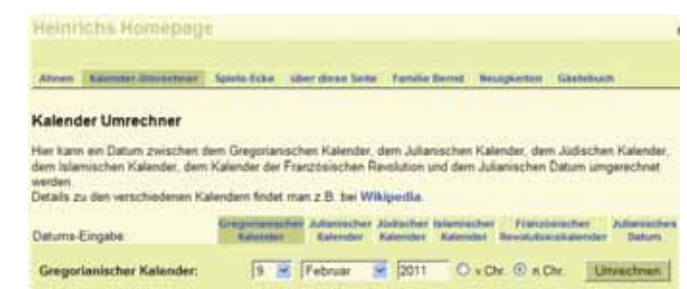 Heinrichs Homepage
Ahnen Kalender-Umrechner Spiele-Ecke über diese Seite Familie Bernd Neuigkeiten Gästebuch
Kalender Umrechner
Hier kann ein Datum zwischen dem Gregorianischen Kalender, dem Julianischen Kalender, dem Jüdischen Kalender,
dem Islamischen Kalender, dem Kalender der Französischen Revolution und dem Julianischen Datum umgerechnet
werden.
Details zu den verschiedenen Kalendern findet man z.B. bei Wikipedia.
Gregorianischer Julianischer Jüdischer Islamischer Französischer Julianisches
Datums-Eingabe: Kalender Kalender Kalender Kalender Revolutionskalender Datum
Gregorianischer Kalender: 9. Februar 2011 v.Chr. n.Chr. Umrechnen